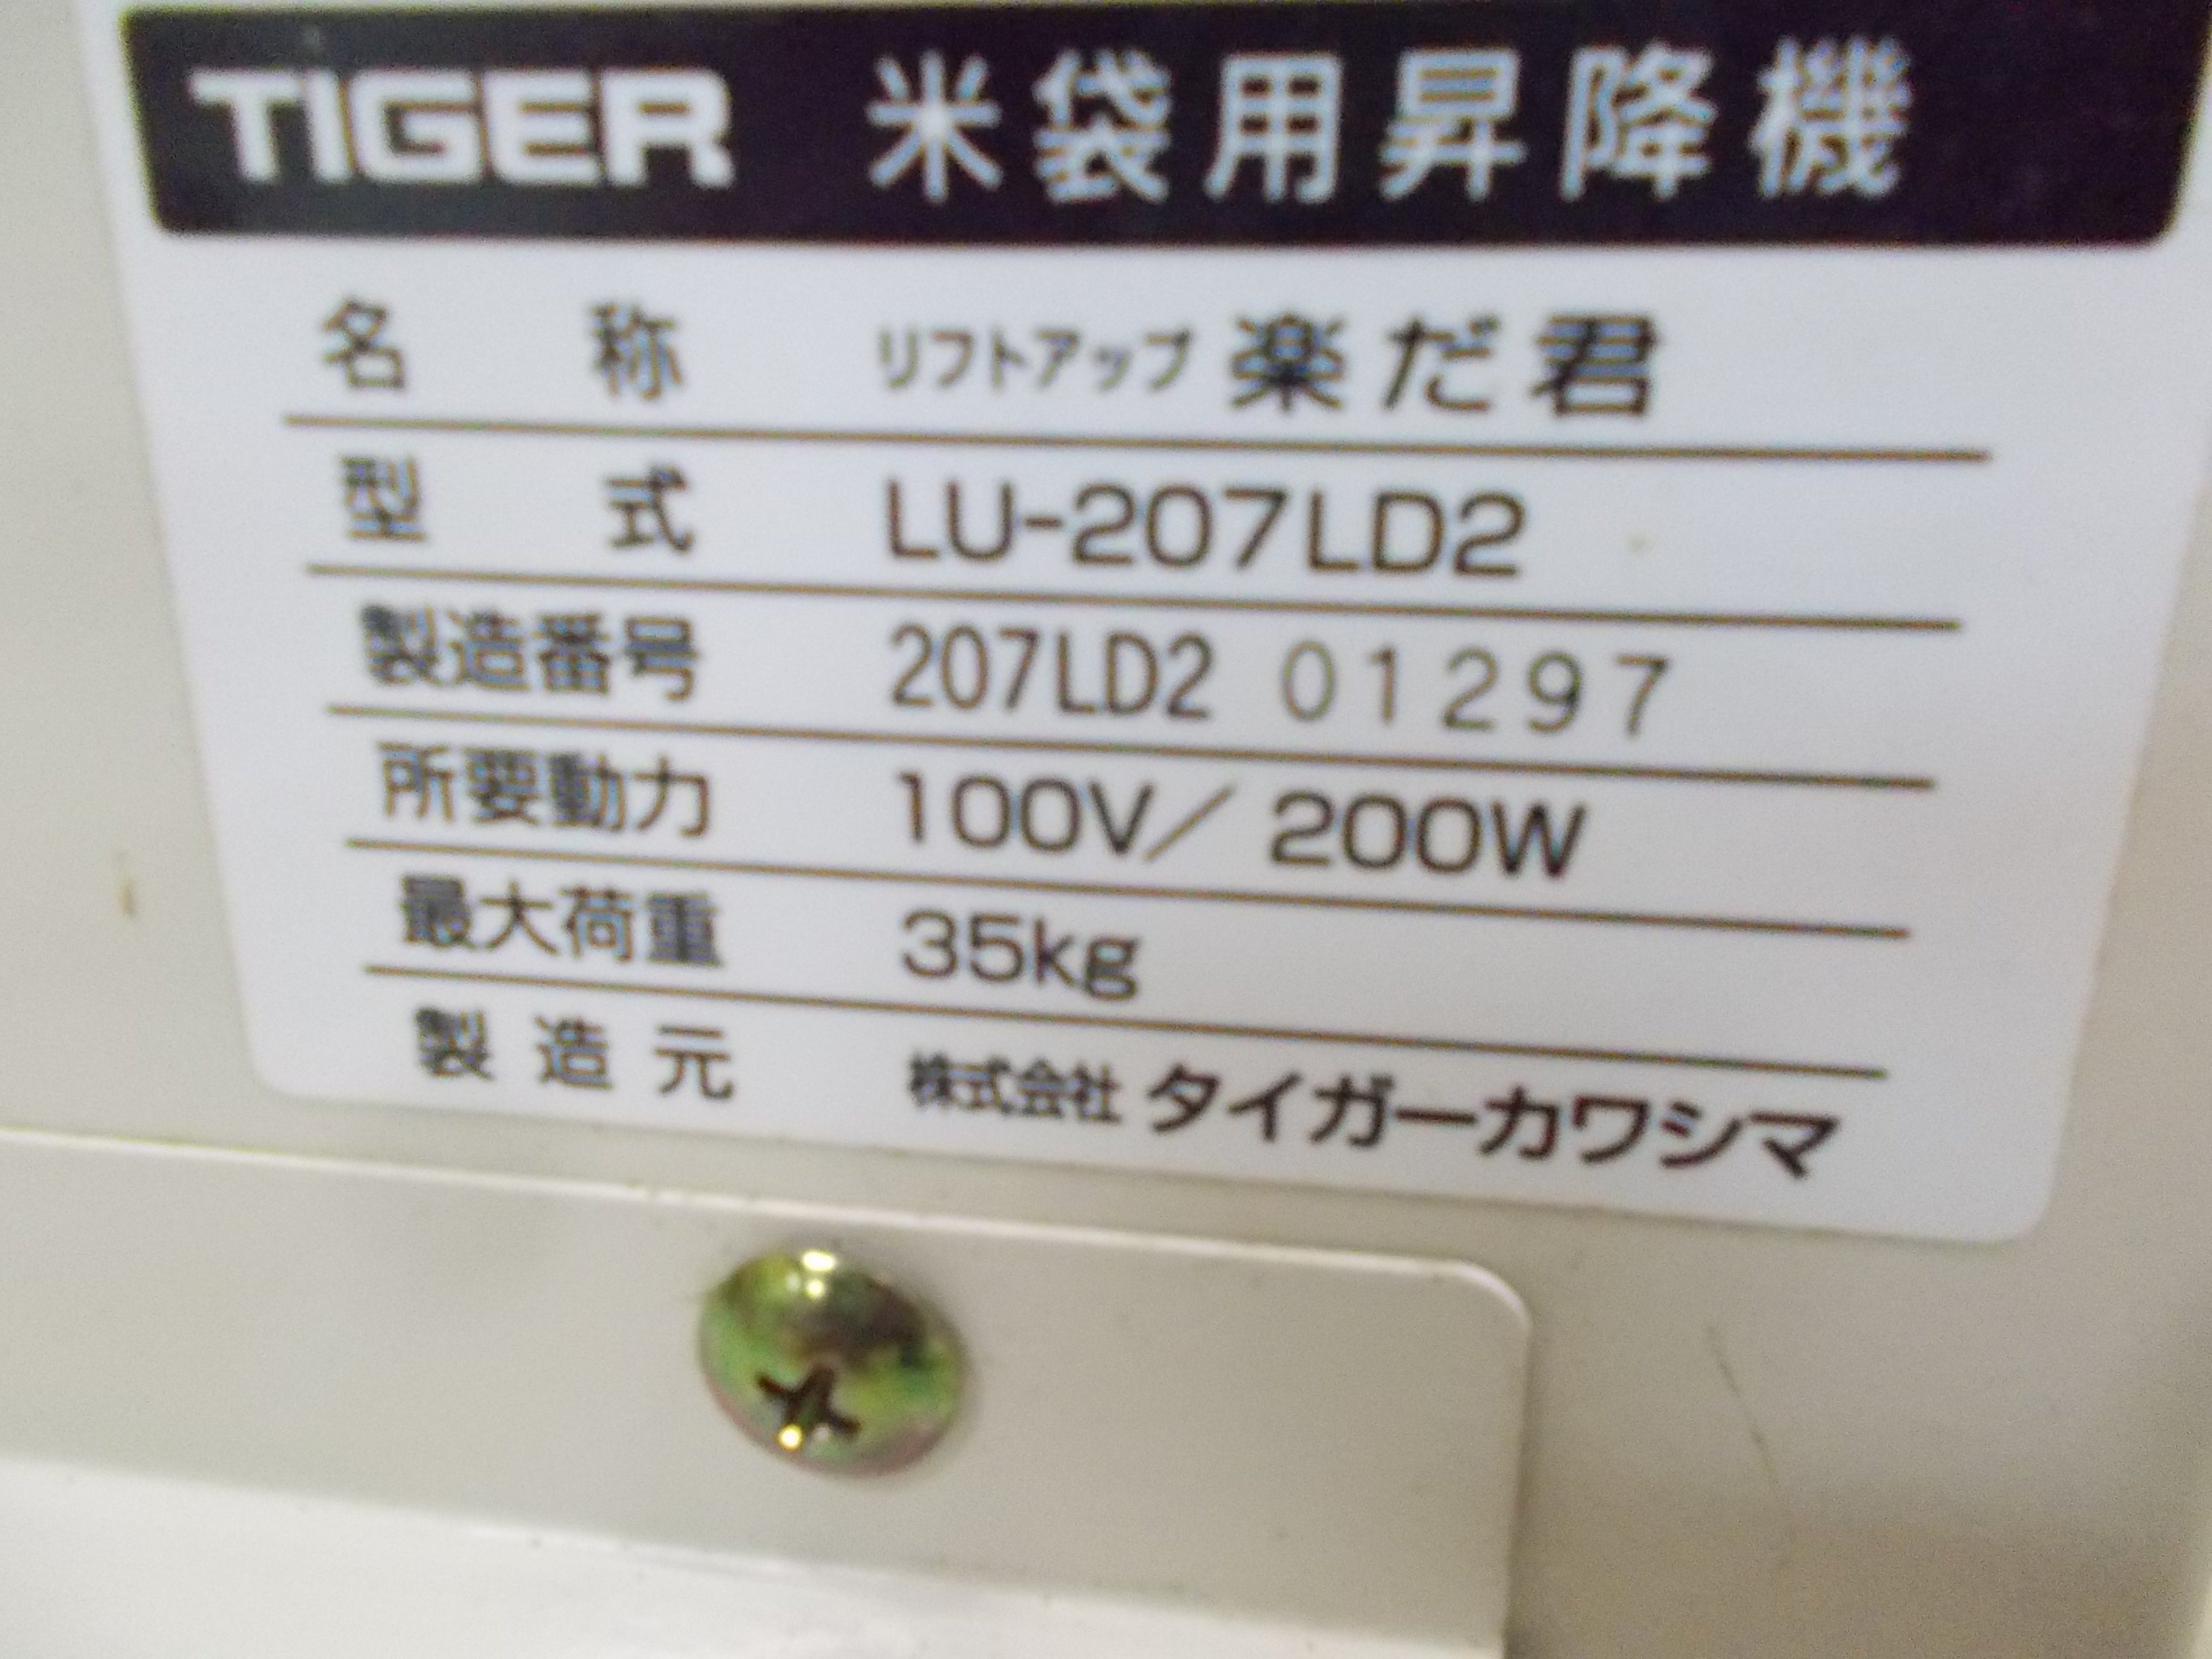 TIGER 米袋用昇降機
名称 リフトアップ 楽だ君
型式 LU-207LD2
製造番号 207LD2 01297
所要動力 100V／200W
最大荷重 35kg
製造元 株式会社 タイガーカワシマ